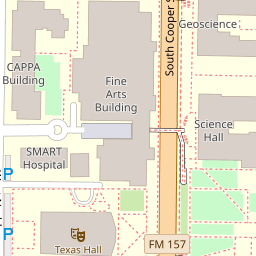 South Cooper S
Geoscience
CAPPA
Building
Fine
Arts
Building
Science
Hall
SMART
Hospital
P
P
FM 157
Texas Hall